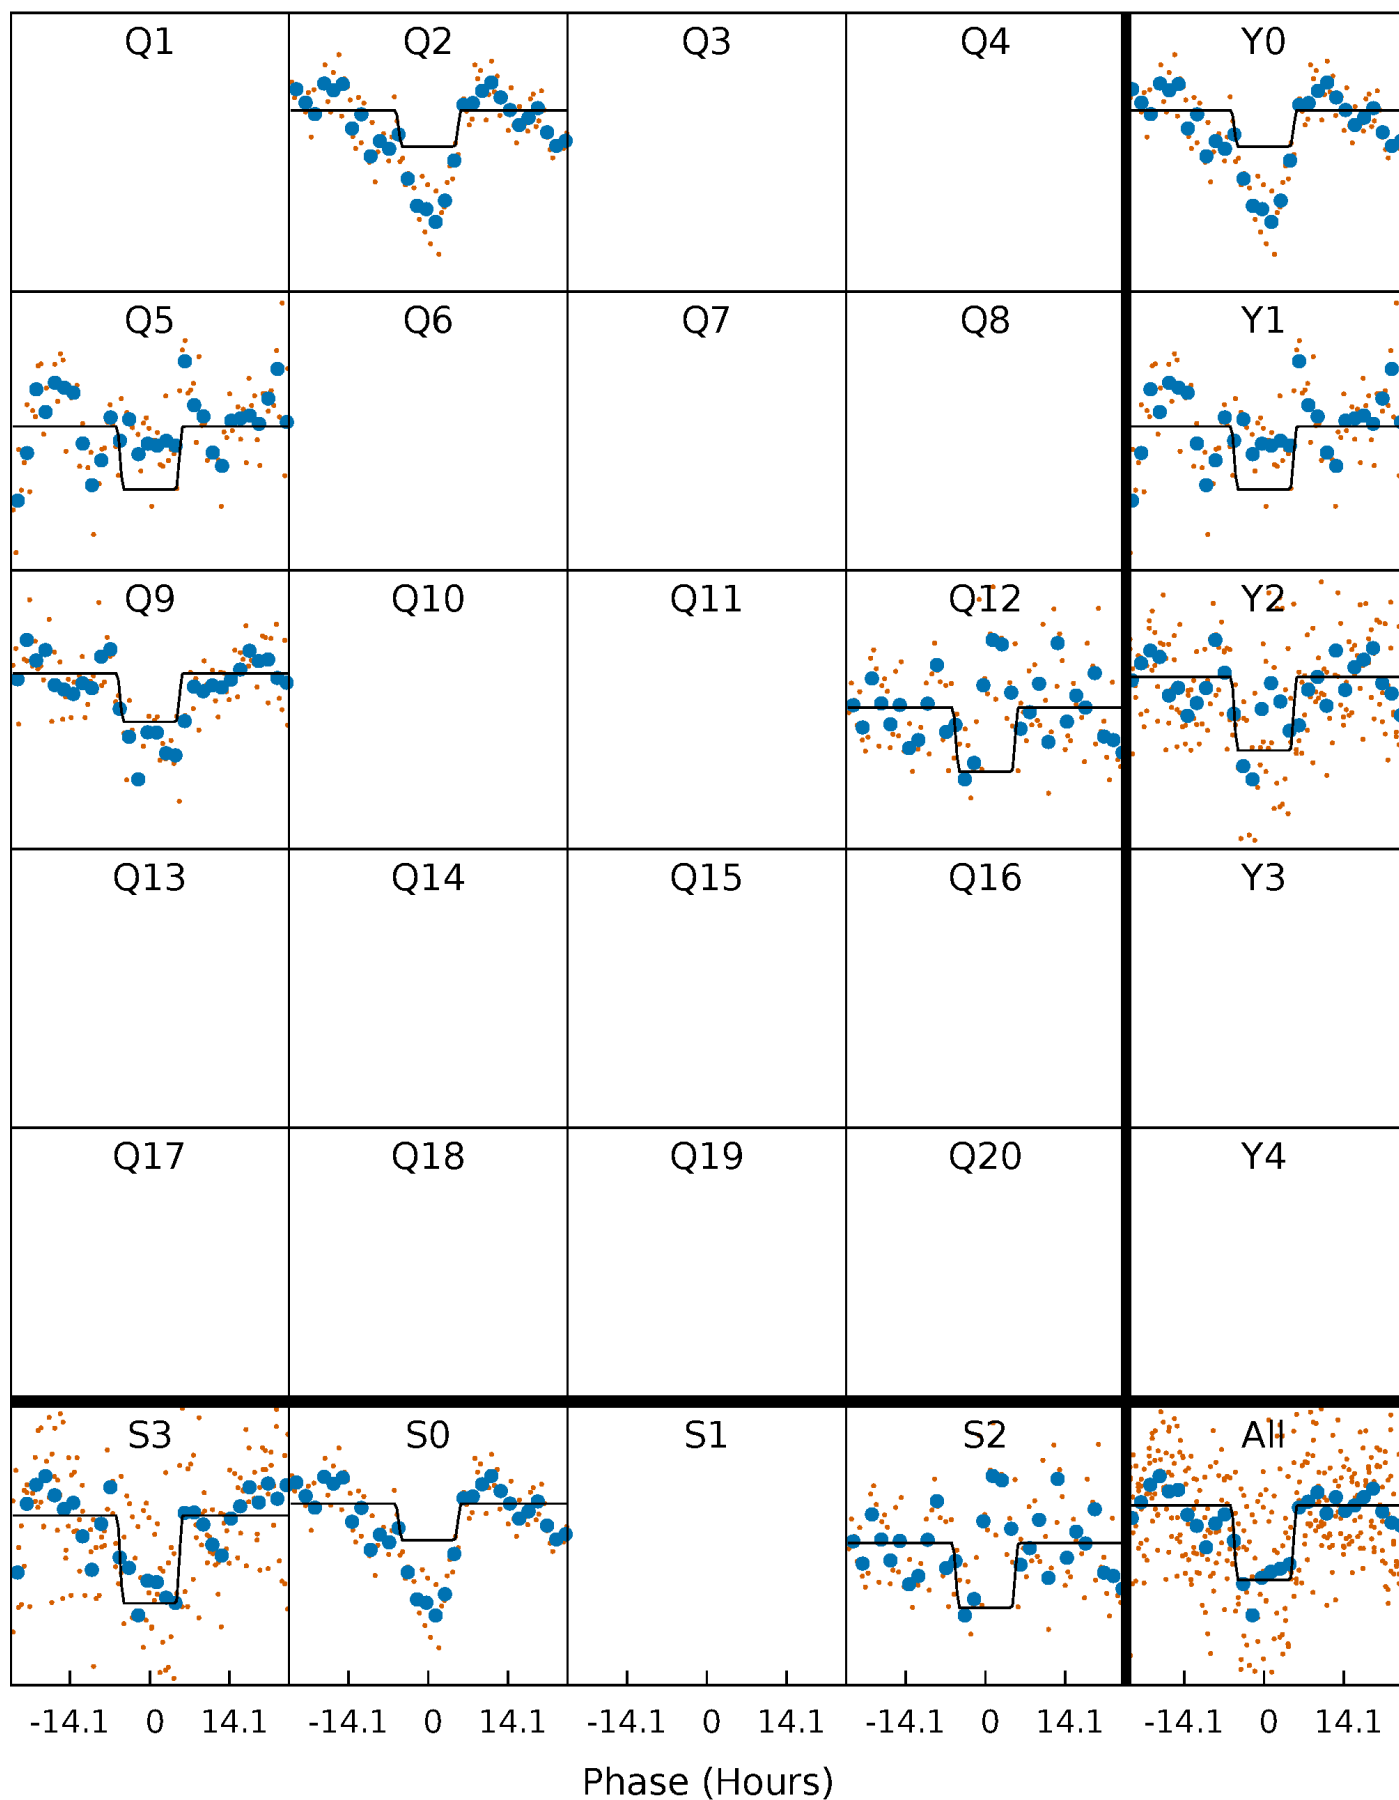 Q1 Q2 Q3 Q4 Y0
Q5 Q6 Q7 Q8 Y1
Q9 Q10 Q11 Q12 Y2
Q13 Q14 Q15 Q16 Y3
Q17 Q18 Q19 Q20 Y4
S3 S0 S1 S2 All
-14.1 0 14.1 -14.1 0 14.1 -14.1 0 14.1 -14.1 0 14.1 -14.1 0 14.1
Phase (Hours)